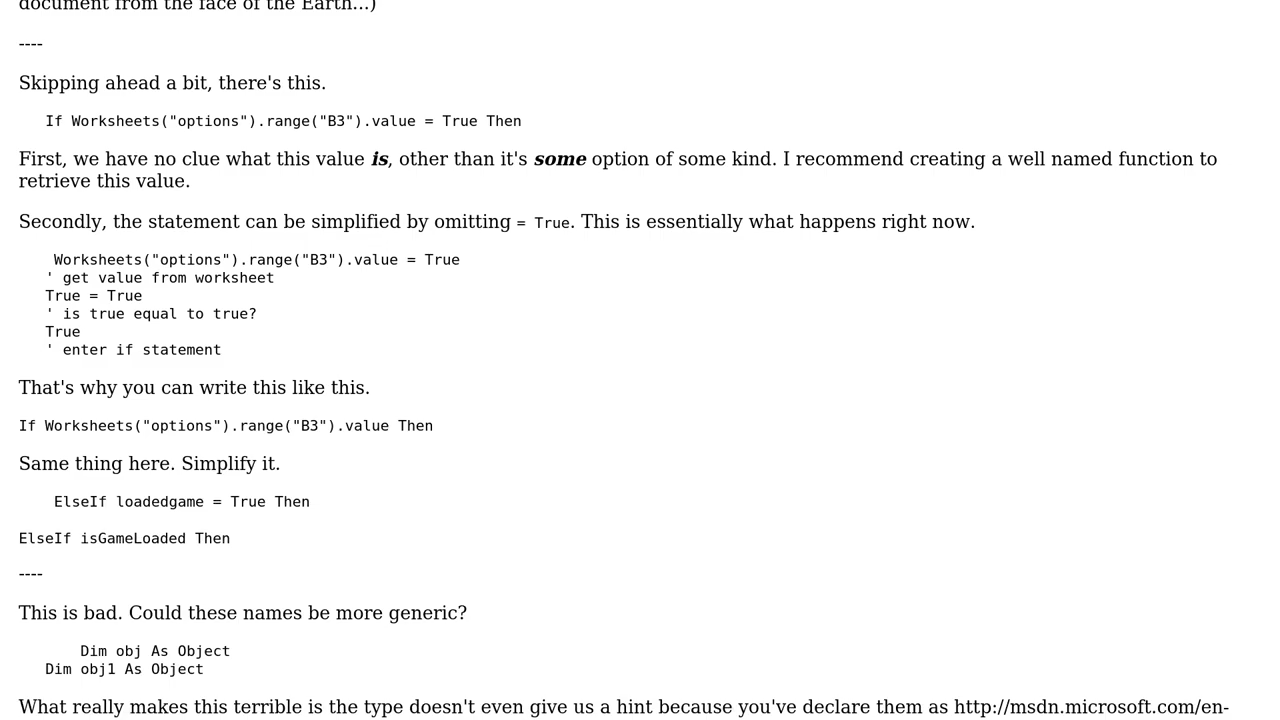 document from the face of the Earth...)
----
Skipping ahead a bit, there's this.
If Worksheets("options").range("B3").value = True Then
First, we have no clue what this value is, other than it's some option of some kind. I recommend creating a well named function to
retrieve this value.
Secondly, the statement can be simplified by omitting = True. This is essentially what happens right now.
Worksheets("options").range("B3").value = True
' get value from worksheet
True = True
' is true equal to true?
True
' enter if statement
That's why you can write this like this.
If Worksheets("options").range("B3").value Then
Same thing here. Simplify it.
ElseIf loadedgame = True Then
ElseIf isGameLoaded Then
----
This is bad. Could these names be more generic?
Dim obj As Object
Dim obj1 As Object
What really makes this terrible is the type doesn't even give us a hint because you've declare them as http://msdn.microsoft.com/en-